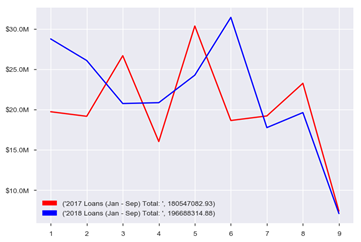 $30.0M
$25.0M
$20.0M
$15.0M
$10.0M
('2017 Loans (Jan - Sep) Total: ', 180547082.93)
('2018 Loans (Jan - Sep) Total: ', 196688314.88)
1 2 3 4 5 6 7 8 9